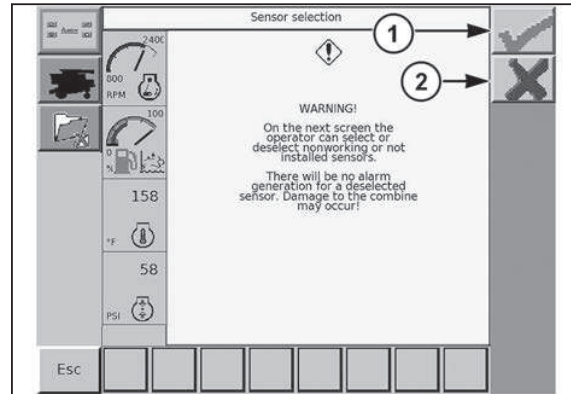 Sensor selection
Auto
2400
800
RPM
100
0
%
158
°F
58
PSI
WARNING!
On the next screen the
operator can select or
deselect nonworking or not
installed sensors.
There will be no alarm
generation for a deselected
sensor. Damage to the combine
may occur!
1
2
Esc